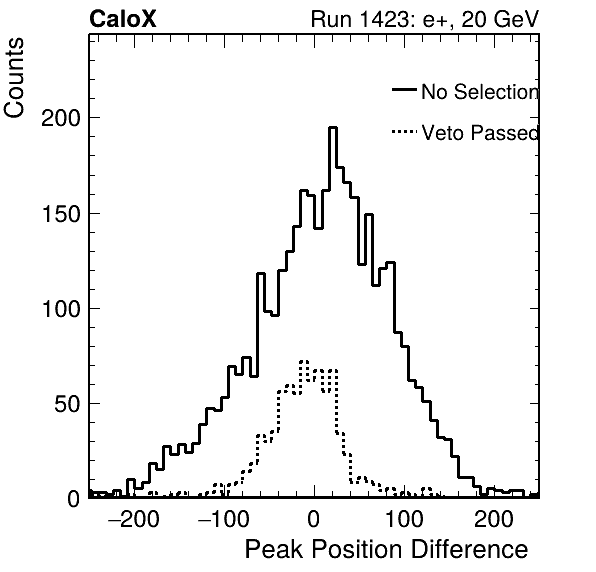 CaloX Run 1423: e+, 20 GeV
Counts
No Selection
Veto Passed
200
150
100
50
0
−200 −100 0 100 200
Peak Position Difference